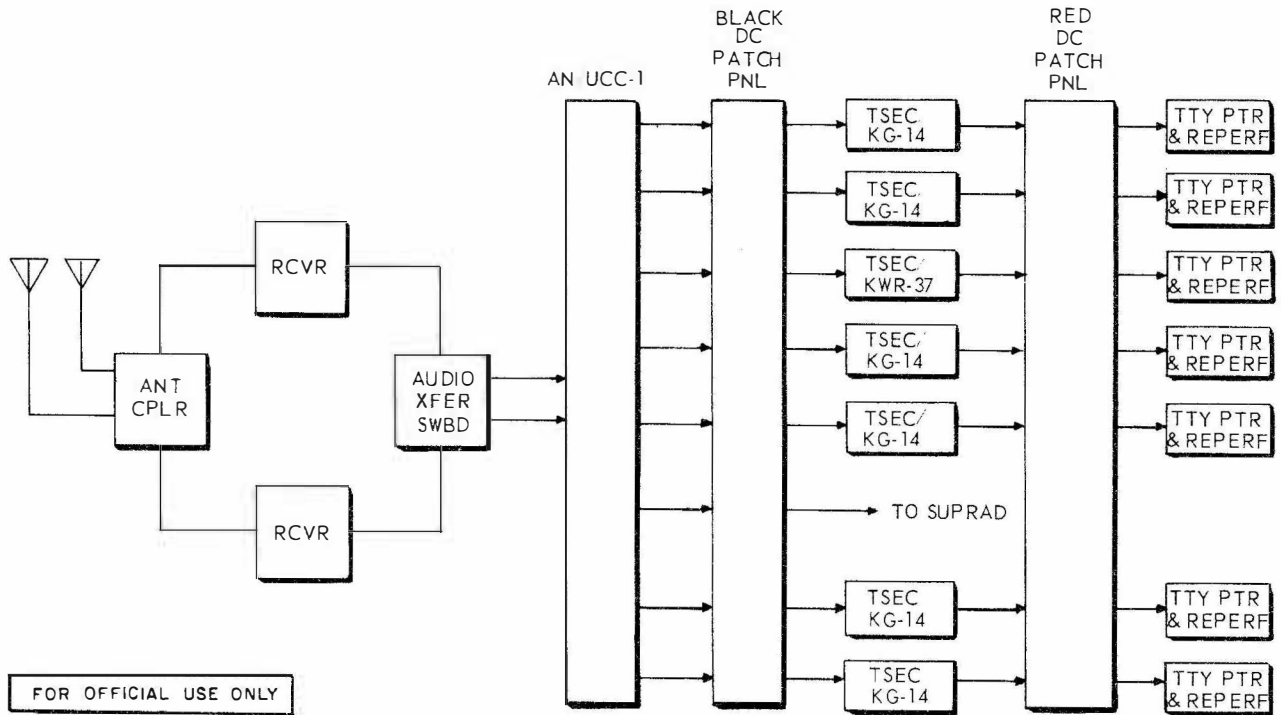 BLACK
DC
PATCH
PNL
RED
DC
PATCH
PNL
AN UCC-1
TSEC
KG-14
TTY PTR
& REPERF
TSEC
KG-14
TTY PTR
& REPERF
RCVR
TSEC/
KWR-37
TTY PTR
& REPERF
ANT
CPLR
AUDIO
XFER
SWBD
TSEC/
KG-14
TTY PTR
& REPERF
TSEC/
KG-14
TTY PTR
& REPERF
RCVR
TO SUPRAD
TSEC
KG-14
TTY PTR
& REPERF
TSEC
KG-14
TTY PTR
& REPERF
FOR OFFICIAL USE ONLY